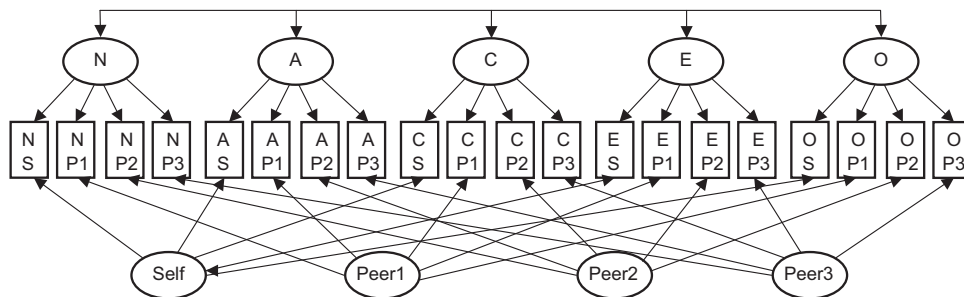 N A C E O
N N N N A A A A C C C C E E E E O O O O
S P1 P2 P3 S P1 P2 P3 S P1 P2 P3 S P1 P2 P3 S P1 P2 P3
Self Peer1 Peer2 Peer3